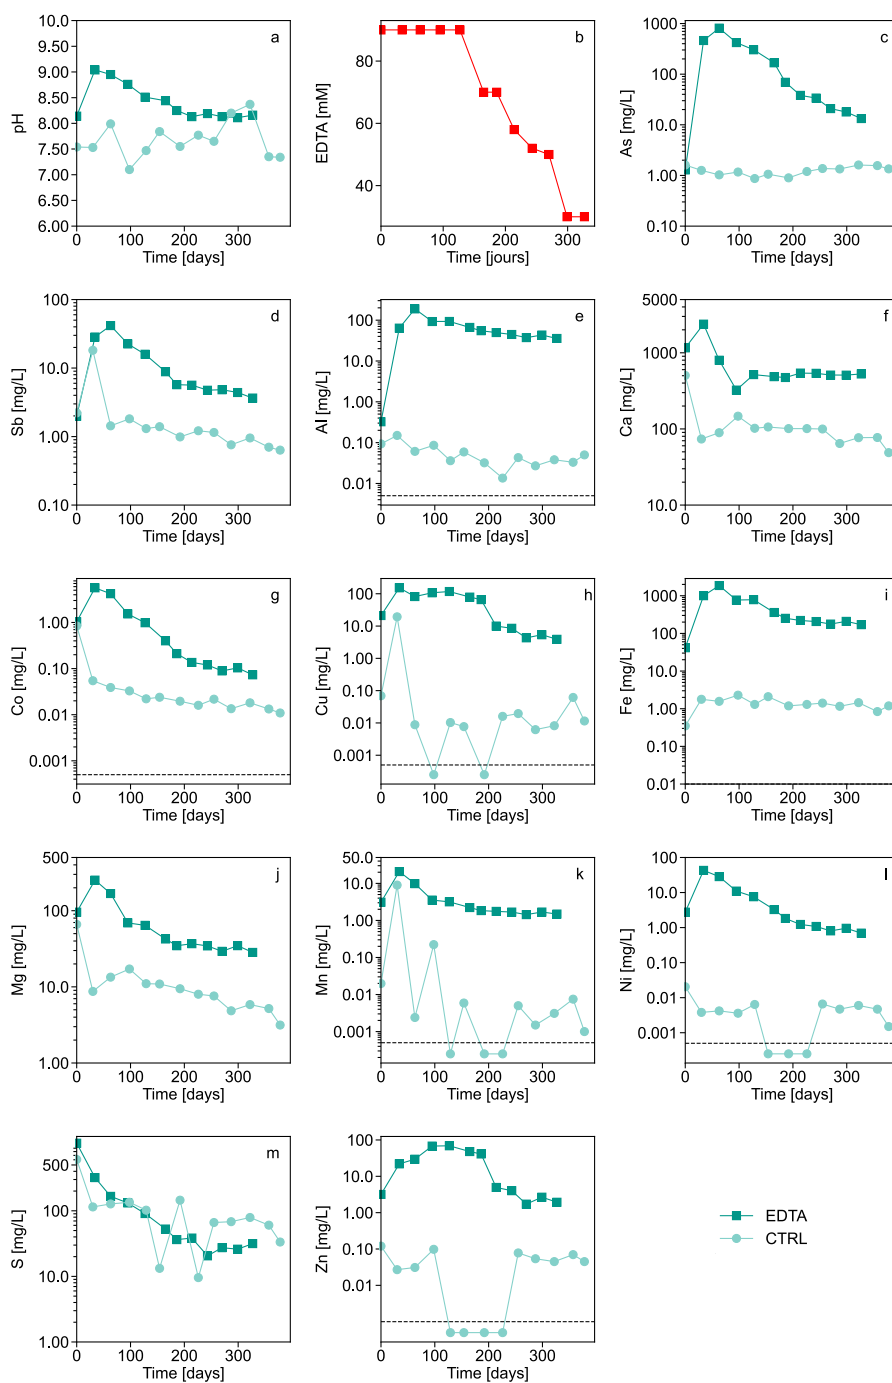 a
pH
10.0
9.50
9.00
8.50
8.00
7.50
7.00
6.50
6.00
0 100 200 300
Time [days]
b
EDTA [mM]
80
60
40
0 100 200 300
Time [jours]
c
As [mg/L]
1000
100
10.0
1.00
0.10
0 100 200 300
Time [days]
d
Sb [mg/L]
100
10.0
1.00
0.10
0 100 200 300
Time [days]
e
Al [mg/L]
100
10.0
1.00
0.10
0.01
0 100 200 300
Time [days]
f
Ca [mg/L]
5000
1000
100
10.0
0 100 200 300
Time [days]
g
Co [mg/L]
1.00
0.10
0.01
0.001
0 100 200 300
Time [days]
h
Cu [mg/L]
100
10.0
1.00
0.10
0.01
0.001
0 100 200 300
Time [days]
i
Fe [mg/L]
1000
100
10.0
1.00
0.10
0.01
0 100 200 300
Time [days]
j
Mg [mg/L]
500
100
10.0
1.00
0 100 200 300
Time [days]
k
Mn [mg/L]
50.0
10.0
1.00
0.10
0.01
0.001
0 100 200 300
Time [days]
l
Ni [mg/L]
100
10.0
1.00
0.10
0.01
0.001
0 100 200 300
Time [days]
m
S [mg/L]
500
100
10.0
1.00
0 100 200 300
Time [days]
Zn [mg/L]
100
10.0
1.00
0.10
0.01
0 100 200 300
Time [days]
EDTA
CTRL